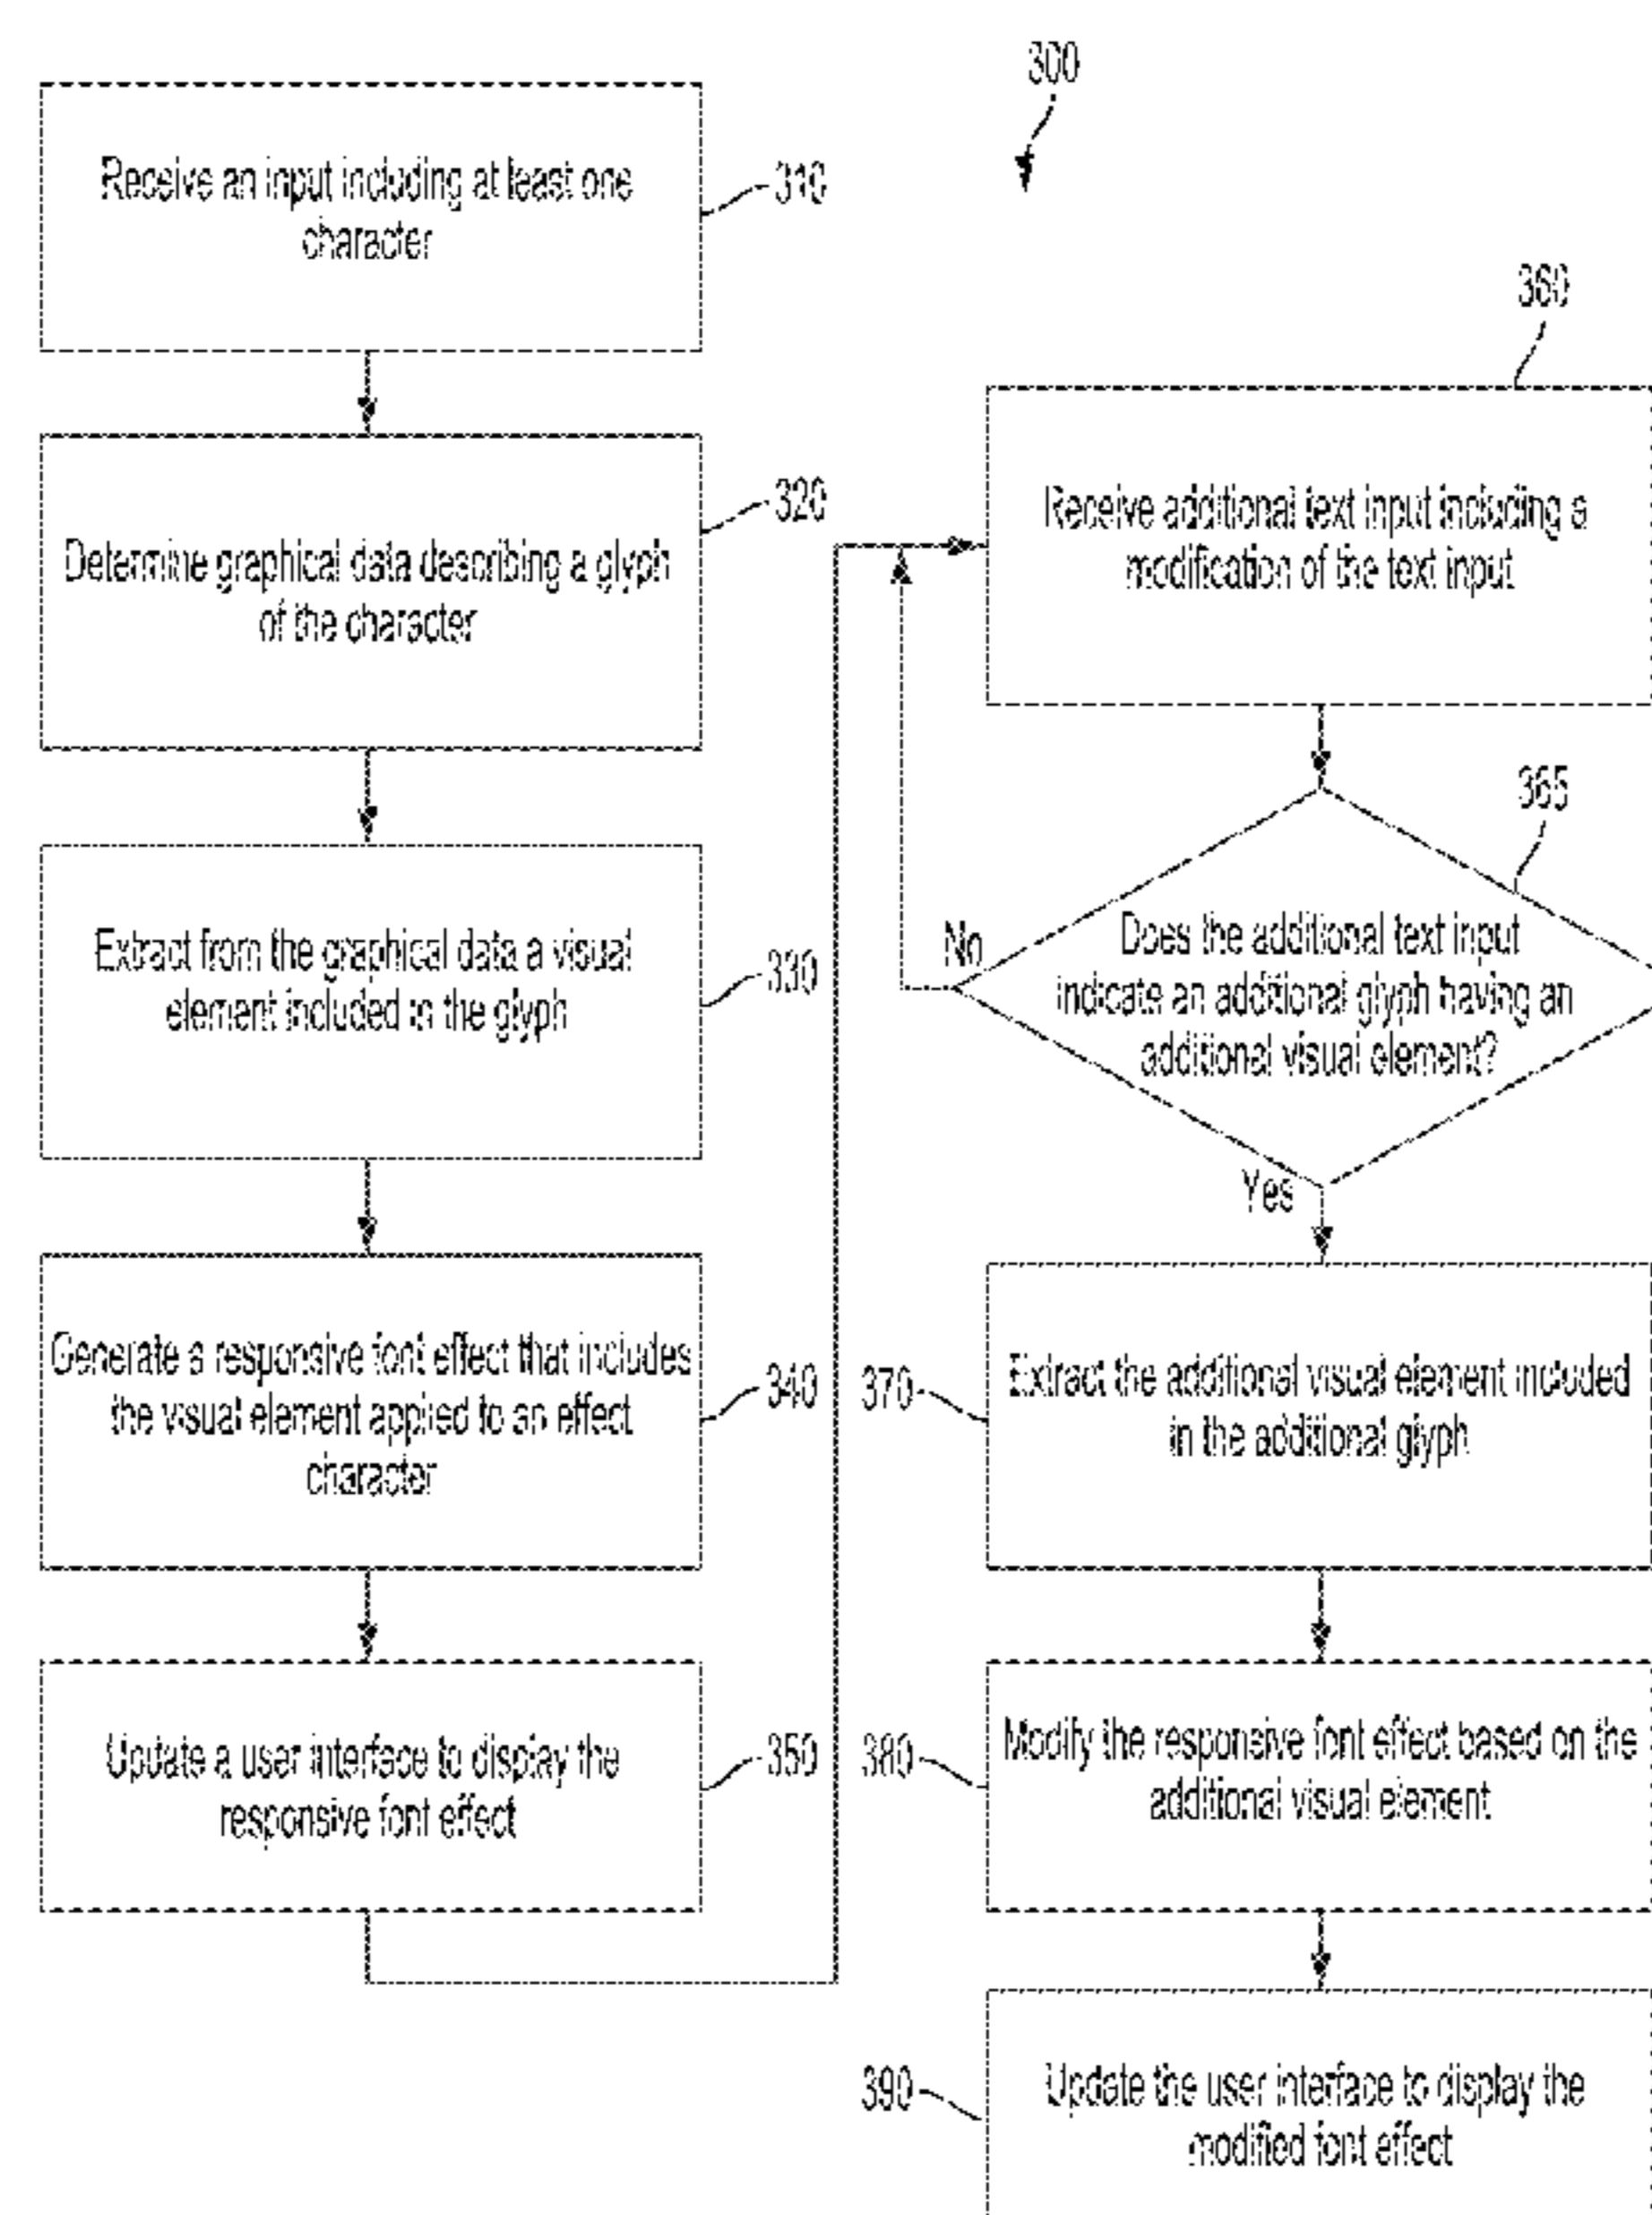 300
Receive an input including at least one
character
310
Determine graphical data describing a glyph
of the character
320
Extract from the graphical data a visual
element included in the glyph
330
Generate a responsive font effect that includes
the visual element applied to an effect
character
340
Update a user interface to display the
responsive font effect
350
360
Receive additional text input including a
modification of the text input
365
Does the additional text input
indicate an additional glyph having an
additional visual element?
No
Yes
370
Extract the additional visual element included
in the additional glyph
380
Modify the responsive font effect based on the
additional visual element
390
Update the user interface to display the
modified font effect